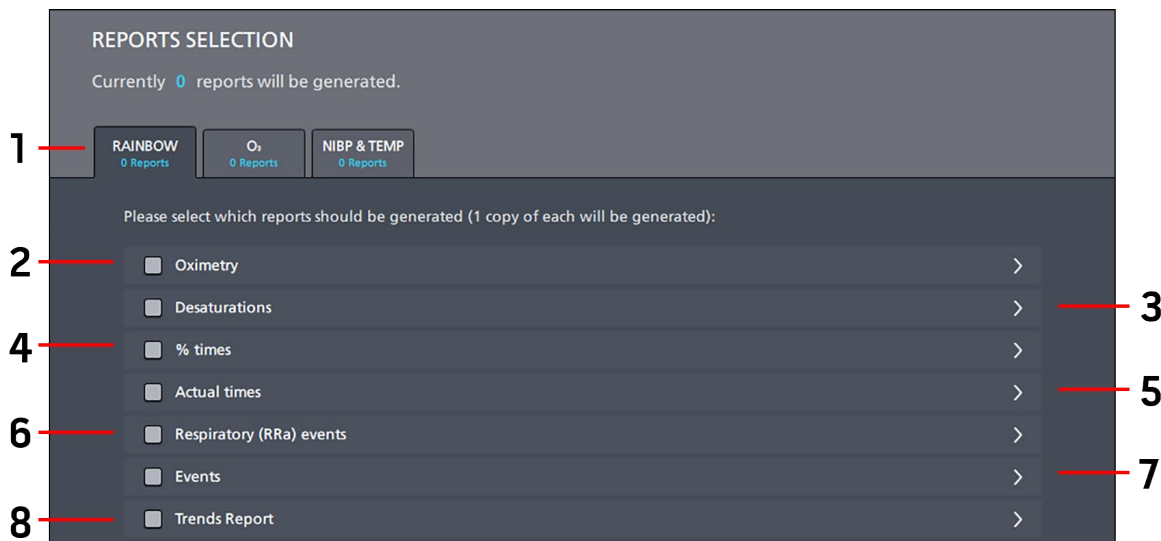 REPORTS SELECTION
Currently 0 reports will be generated.
1
RAINBOW
0 Reports
O₃
0 Reports
NIBP & TEMP
0 Reports
Please select which reports should be generated (1 copy of each will be generated):
2 Oximetry
Desaturations 3
4 % times
Actual times 5
6 Respiratory (RRa) events
Events 7
8 Trends Report